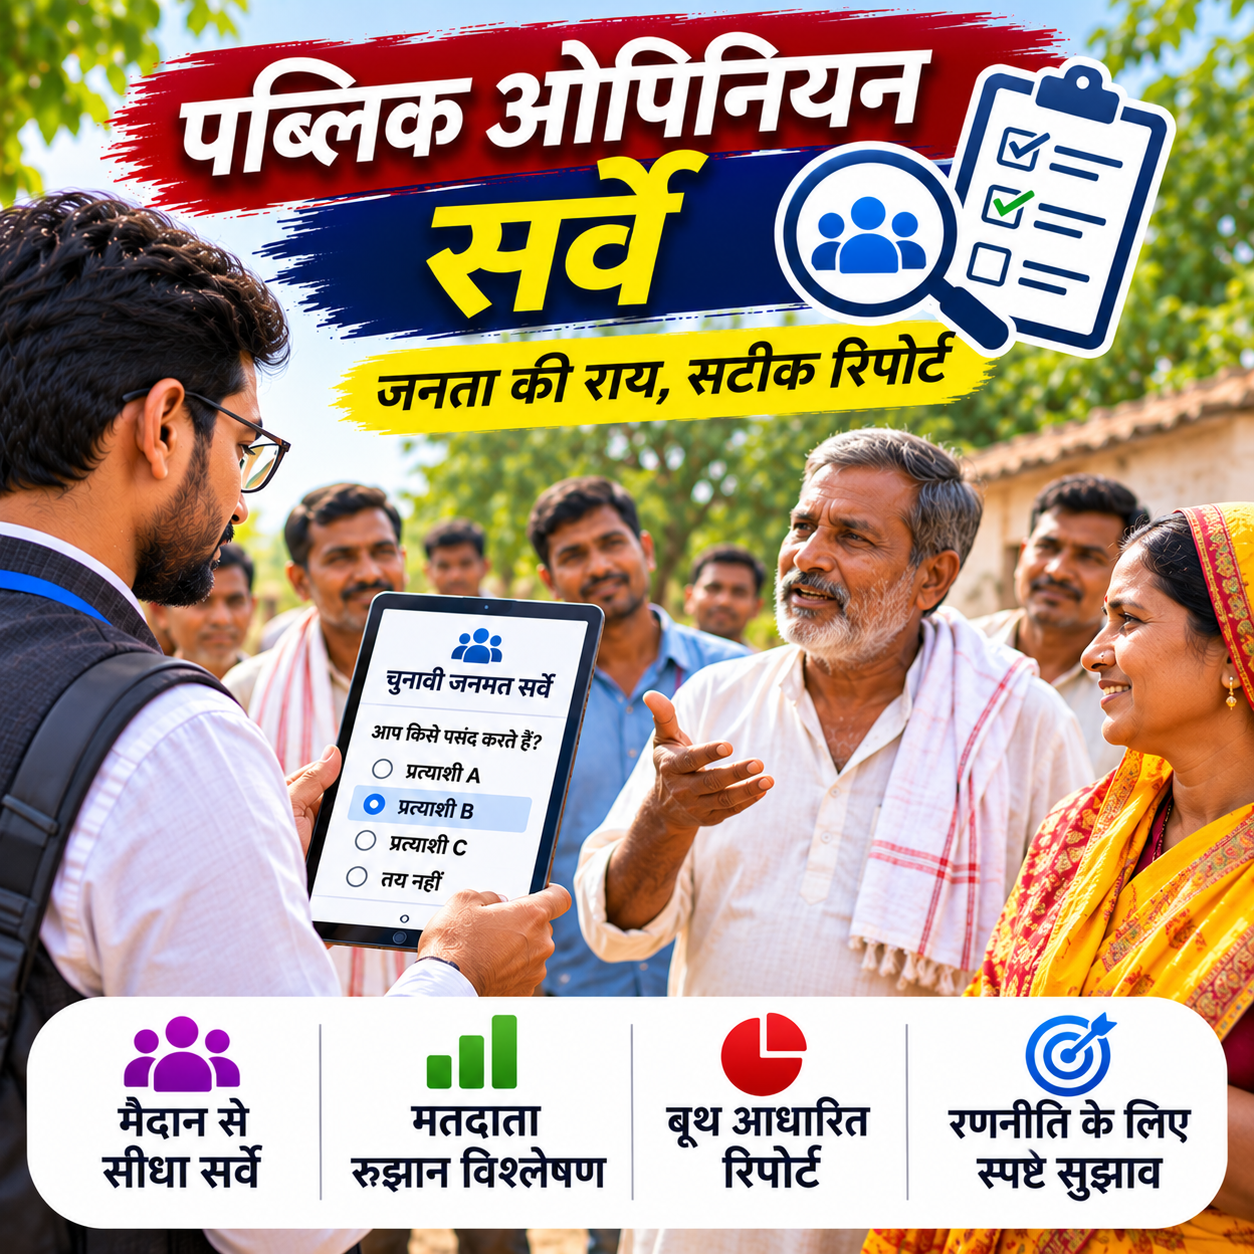 पब्लिक ओपिनियन
सर्वे
जनता की राय, सटीक रिपोर्ट
चुनावी जनमत सर्वे
आप किसे पसंद करते हैं?
प्रत्याशी A
प्रत्याशी B
प्रत्याशी C
तय नहीं
मैदान से
सीधा सर्वे
मतदाता
रुझान विश्लेषण
बूथ आधारित
रिपोर्ट
रणनीति के लिए
स्पष्टे सुझाव